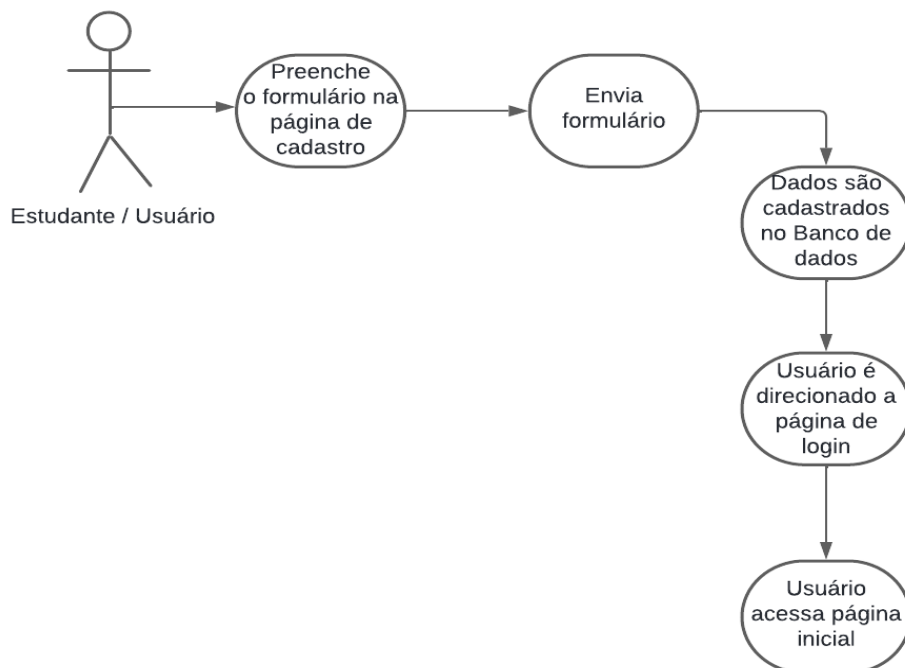 Preenche
o formulário na
página de
cadastro
Envia
formulário
Estudante / Usuário
Dados são
cadastrados
no Banco de
dados
Usuário é
direcionado a
página de
login
Usuário
acessa página
inicial